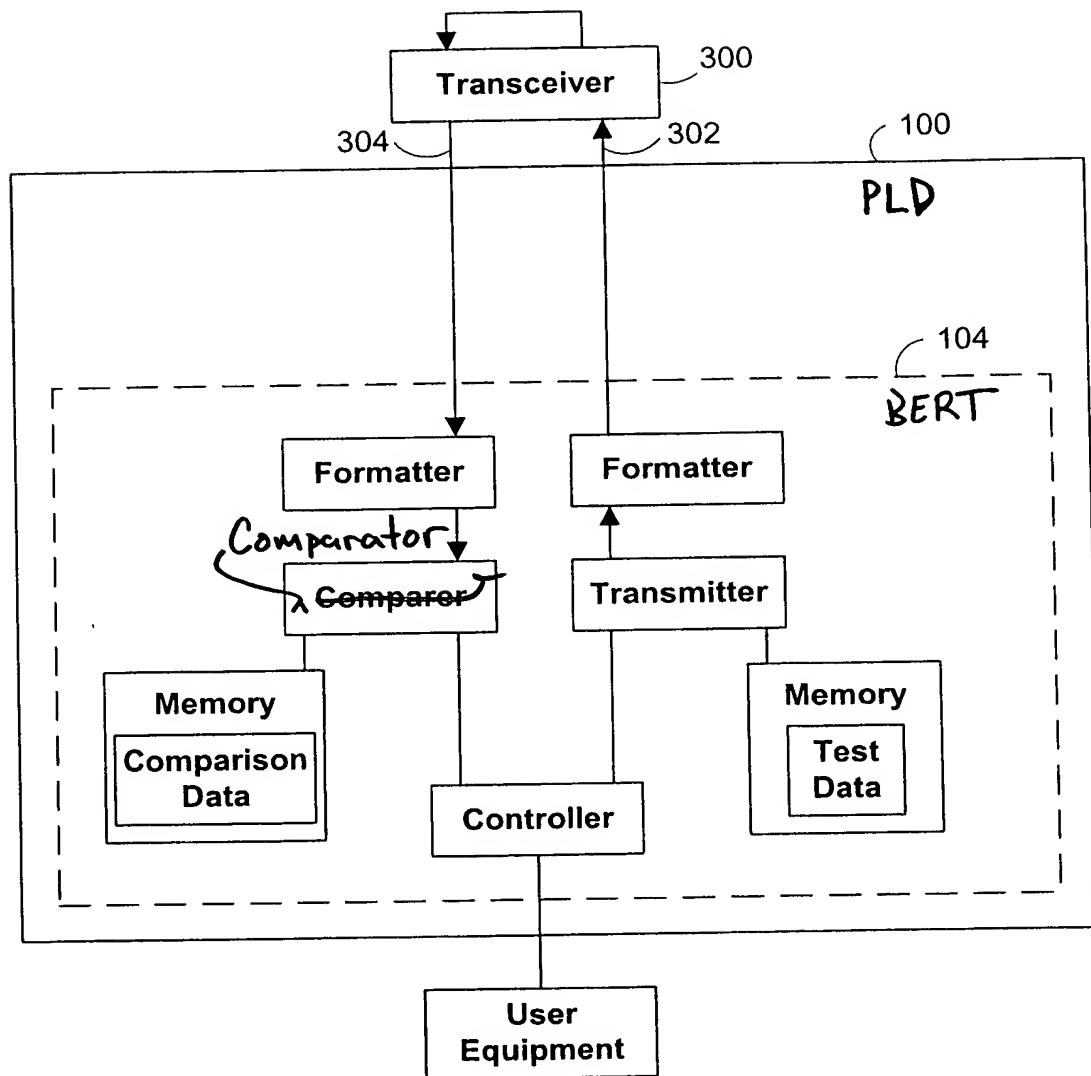 Transceiver
300
304
302
100
PLD
104
BERT
Formatter
Formatter
Comparator
Comparer
Transmitter
Memory
Comparison
Data
Memory
Test
Data
Controller
User
Equipment